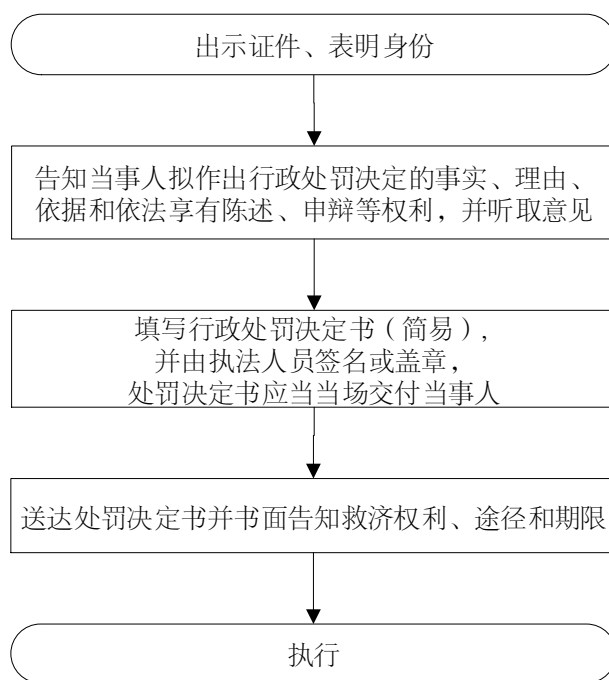 出示证件、表明身份
告知当事人拟作出行政处罚决定的事实、理由、
依据和依法享有陈述、申辩等权利，并听取意见
填写行政处罚决定书（简易），
并由执法人员签名或盖章，
处罚决定书应当当场交付当事人
送达处罚决定书并书面告知救济权利、途径和期限
执行